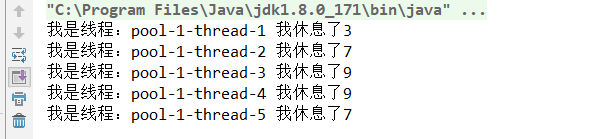 "C:\Program Files\Java\jdk1.8.0_171\bin\java" ...
我是线程：pool-1-thread-1 我休息了3
我是线程：pool-1-thread-2 我休息了7
我是线程：pool-1-thread-3 我休息了9
我是线程：pool-1-thread-4 我休息了9
我是线程：pool-1-thread-5 我休息了7